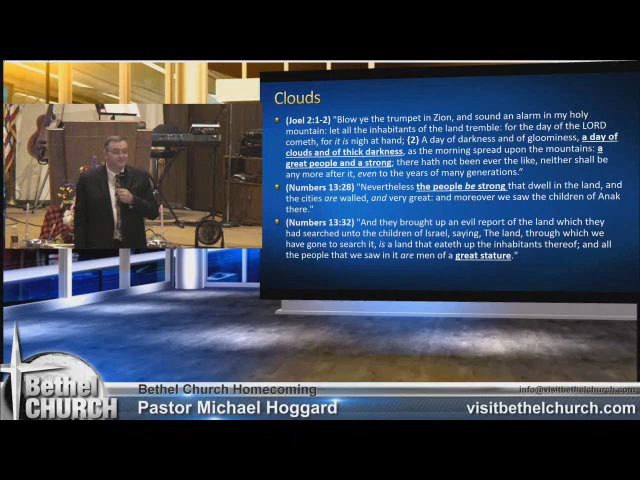 Clouds
(Joel 2:1-2) "Blow ye the trumpet in Zion, and sound an alarm in my holy
mountain: let all the inhabitants of the land tremble: for the day of the LORD
cometh, for it is nigh at hand; {2} A day of darkness and of gloominess, a day of
clouds and of thick darkness, as the morning spread upon the mountains: a
great people and a strong; there hath not been ever the like, neither shall be
any more after it, even to the years of many generations."
(Numbers 13:28) "Nevertheless the people be strong that dwell in the land, and
the cities are walled, and very great: and moreover we saw the children of Anak
there."
(Numbers 13:32) "And they brought up an evil report of the land which they
had searched unto the children of Israel, saying, The land, through which we
have gone to search it, is a land that eateth up the inhabitants thereof; and all
the people that we saw in it are men of a great stature."
Bethel
CHURCH
Bethel Church Homecoming
info@visitbethelchurch.com
Pastor Michael Hoggard
visitbethelchurch.com